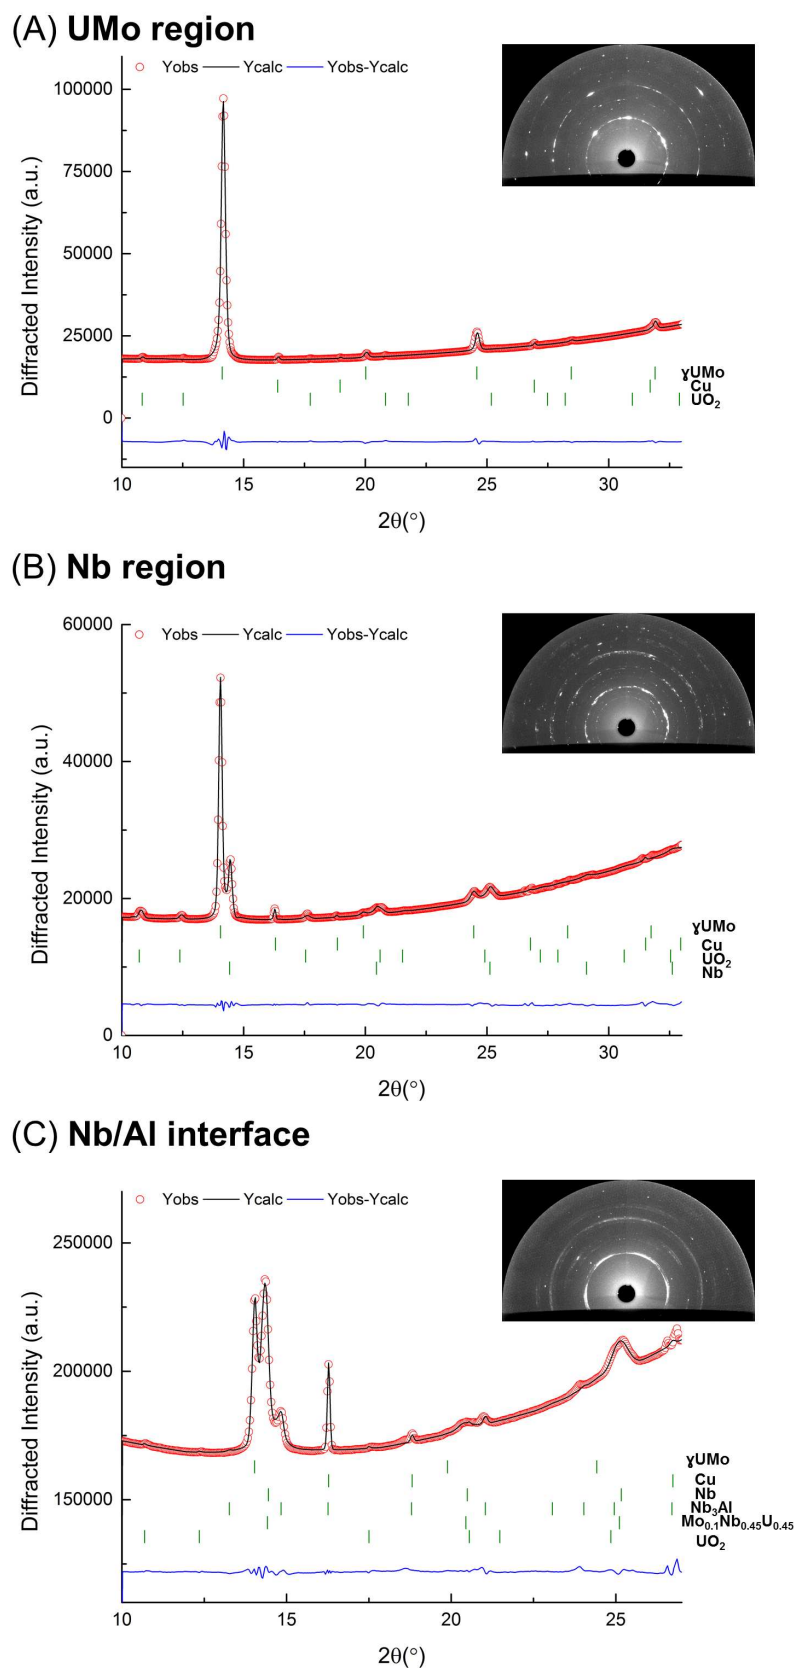 (A) UMo region
Yobs Ycalc Yobs-Ycalc
100000
75000
50000
25000
0
Diffracted Intensity (a.u.)
ɣUMo
Cu
UO₂
10 15 20 25 30
2θ(°)
(B) Nb region
Yobs Ycalc Yobs-Ycalc
60000
40000
20000
0
Diffracted Intensity (a.u.)
ɣUMo
Cu
UO₂
Nb
10 15 20 25 30
2θ(°)
(C) Nb/Al interface
Yobs Ycalc Yobs-Ycalc
250000
200000
150000
Diffracted Intensity (a.u.)
ɣUMo
Cu
Nb
Nb₃Al
Mo₀.₁Nb₀.₄₅U₀.₄₅
UO₂
10 15 20 25
2θ(°)